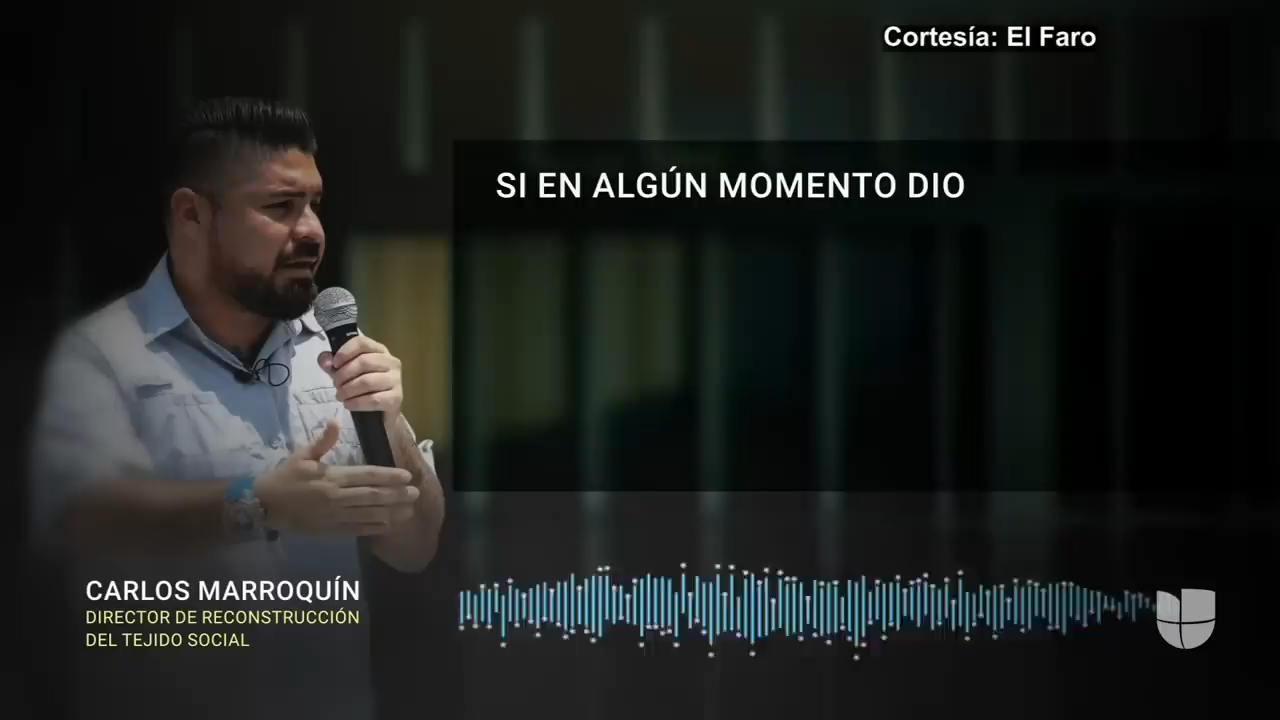 Cortesía: El Faro
SI EN ALGÚN MOMENTO DIO
CARLOS MARROQUÍN
DIRECTOR DE RECONSTRUCCIÓN
DEL TEJIDO SOCIAL